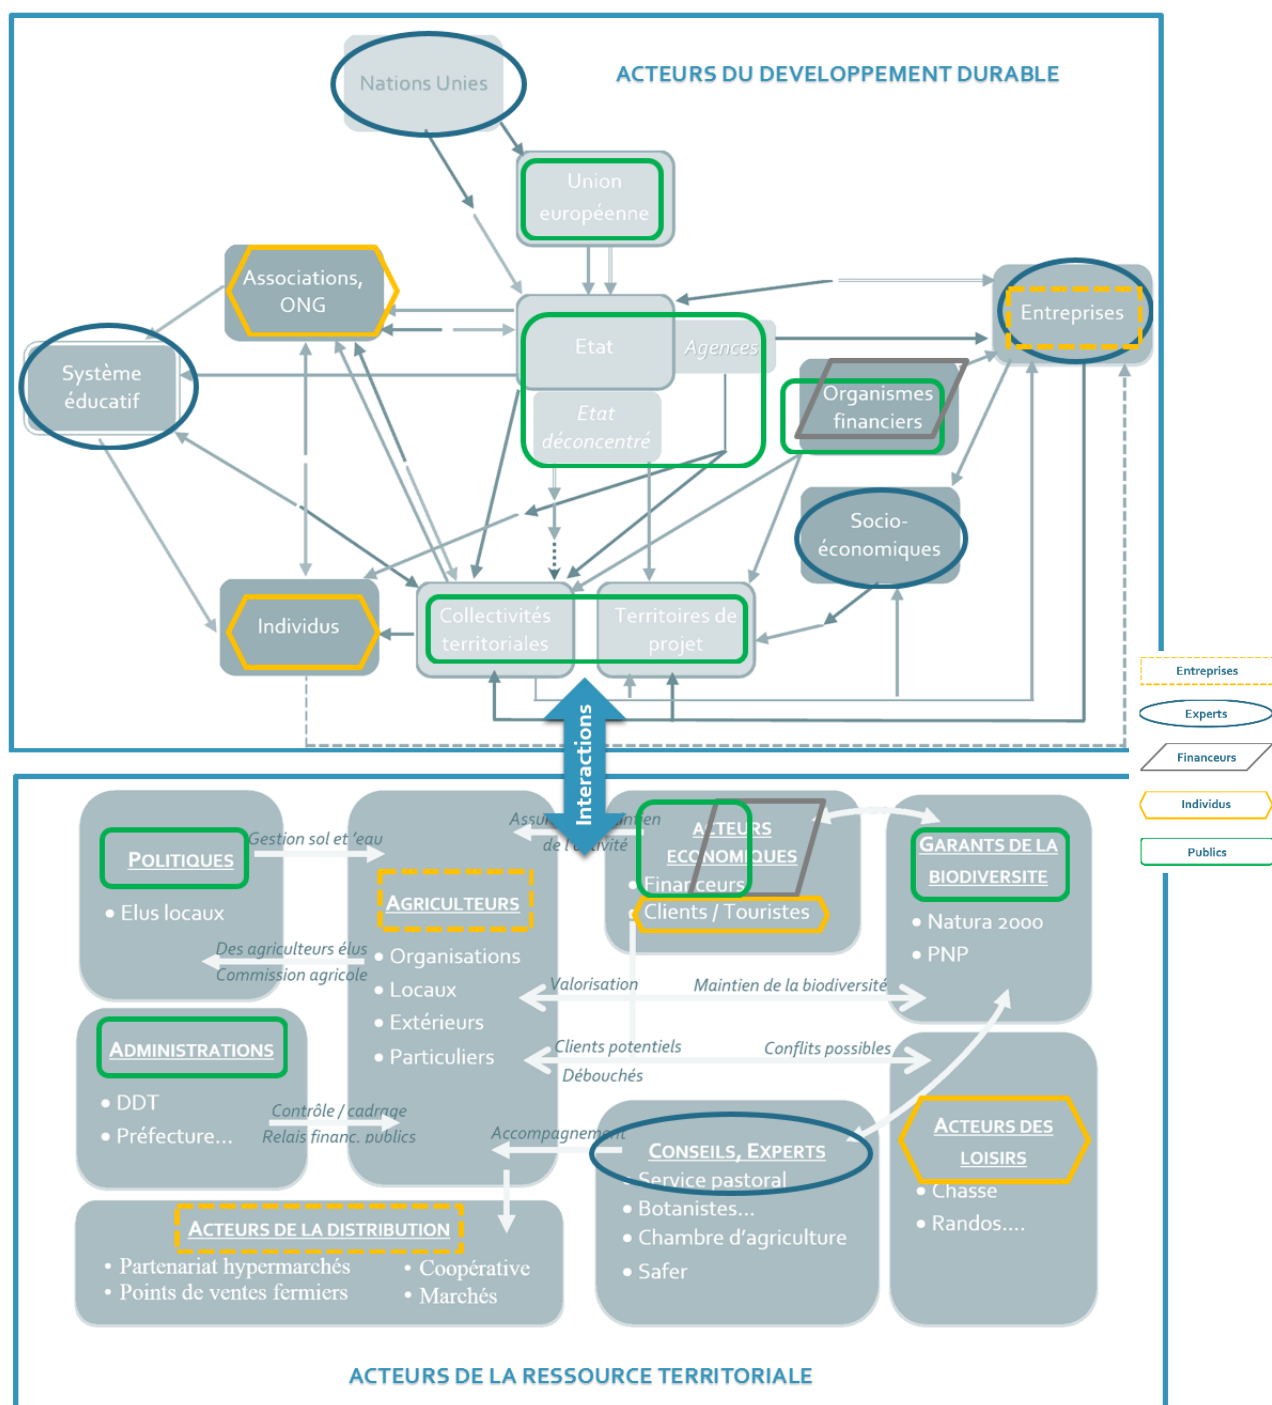 ACTEURS DU DEVELOPPEMENT DURABLE
Nations Unies
Union
européenne
Associations,
ONG
Etat
Agences
Entreprises
Système
éducatif
Etat
déconcentré
Organismes
financiers
Socio-
économiques
Individus
Collectivités
territoriales
Territoires de
projet
Interactions
Entreprises
Experts
Financeurs
Individus
Publics
POLITIQUES
• Elus locaux
Gestion sol et 'eau
Des agriculteurs élus
Commission agricole
AGRICULTEURS
• Organisations
• Locaux
• Extérieurs
• Particuliers
de l'activité
ACTEURS
ECONOMIQUES
• Financeurs
• Clients / Touristes
GARANTS DE LA
BIODIVERSITE
• Natura 2000
• PNP
Valorisation
Maintien de la biodiversité
Clients potentiels
Conflits possibles
Débouchés
ADMINISTRATIONS
• DDT
• Préfecture...
Contrôle / cadrage
Relais financ. publics
Accompagnement
CONSEILS, EXPERTS
• Service pastoral
• Botanistes...
• Chambre d'agriculture
• Safer
ACTEURS DES
LOISIRS
• Chasse
• Randos....
ACTEURS DE LA DISTRIBUTION
• Partenariat hypermarchés
• Points de ventes fermiers
• Coopérative
• Marchés
ACTEURS DE LA RESSOURCE TERRITORIALE